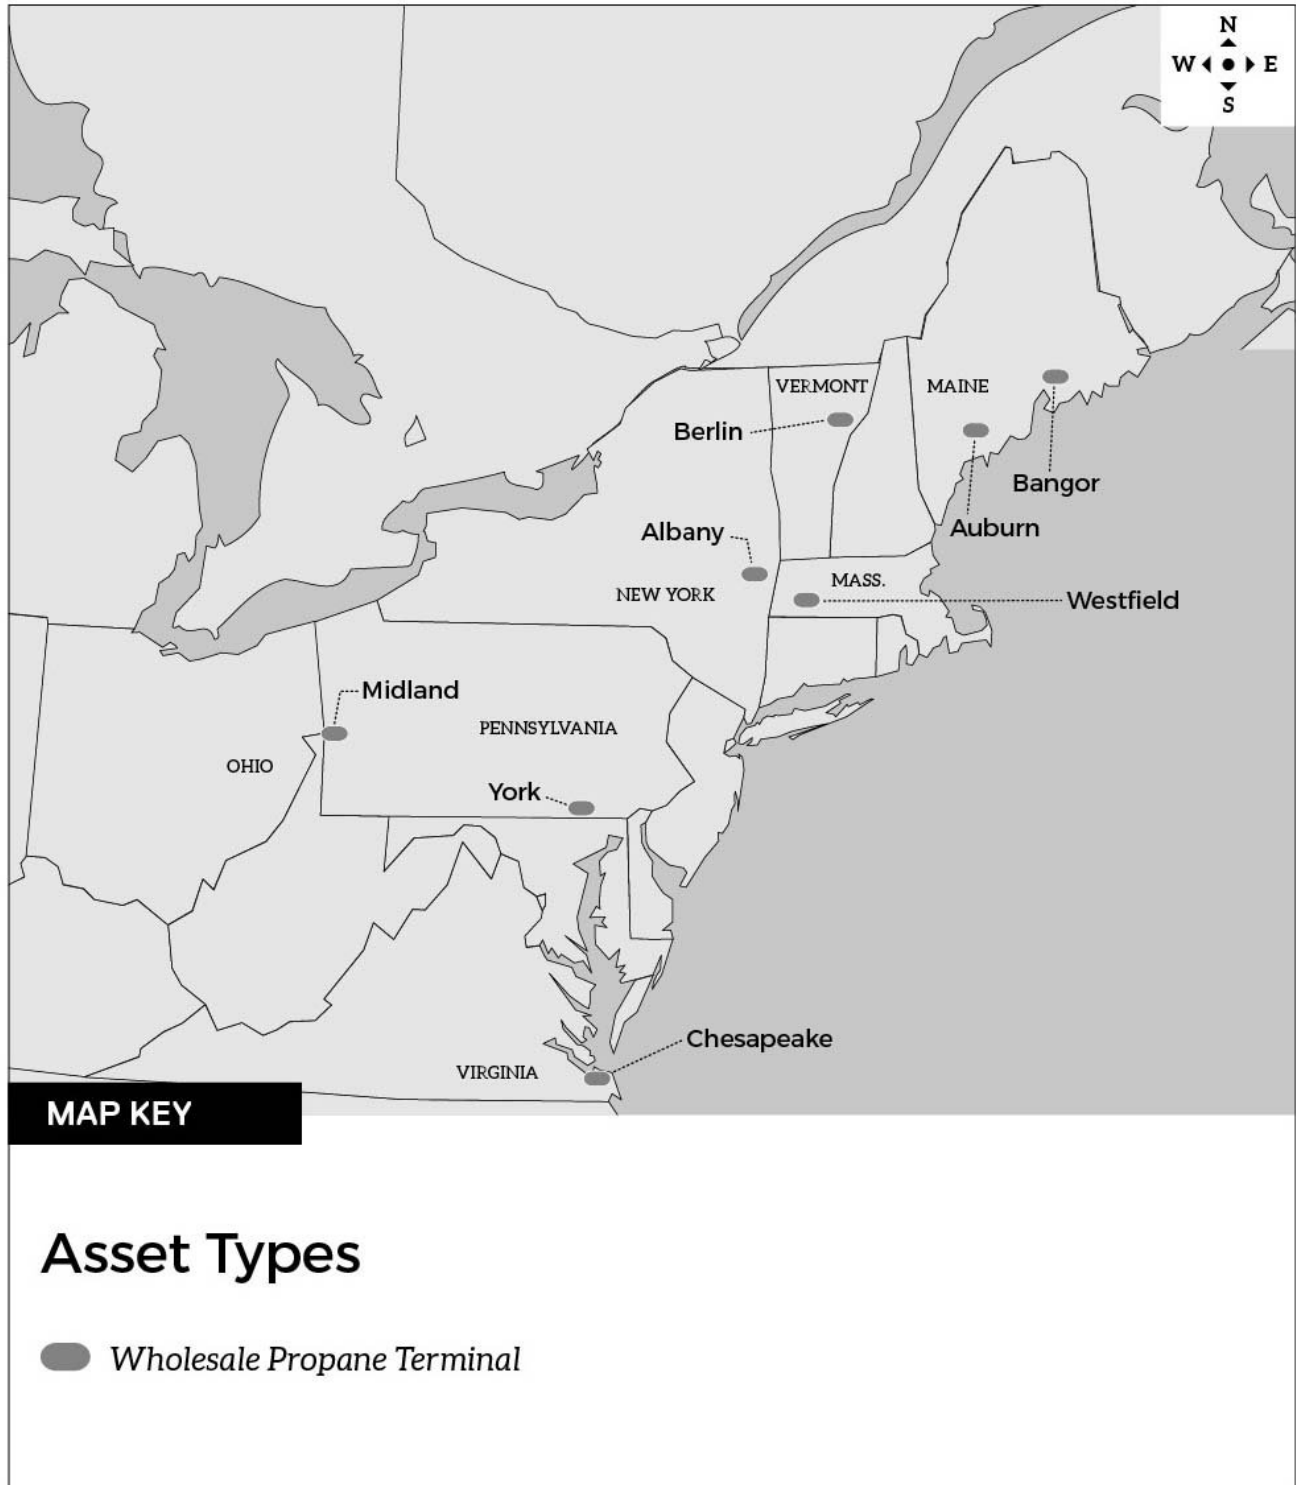 N
W E
S
VERMONT
MAINE
Berlin
Bangor
Auburn
Albany
MASS.
NEW YORK
Westfield
Midland
PENNSYLVANIA
OHIO
York
Chesapeake
VIRGINIA
MAP KEY
Asset Types
Wholesale Propane Terminal